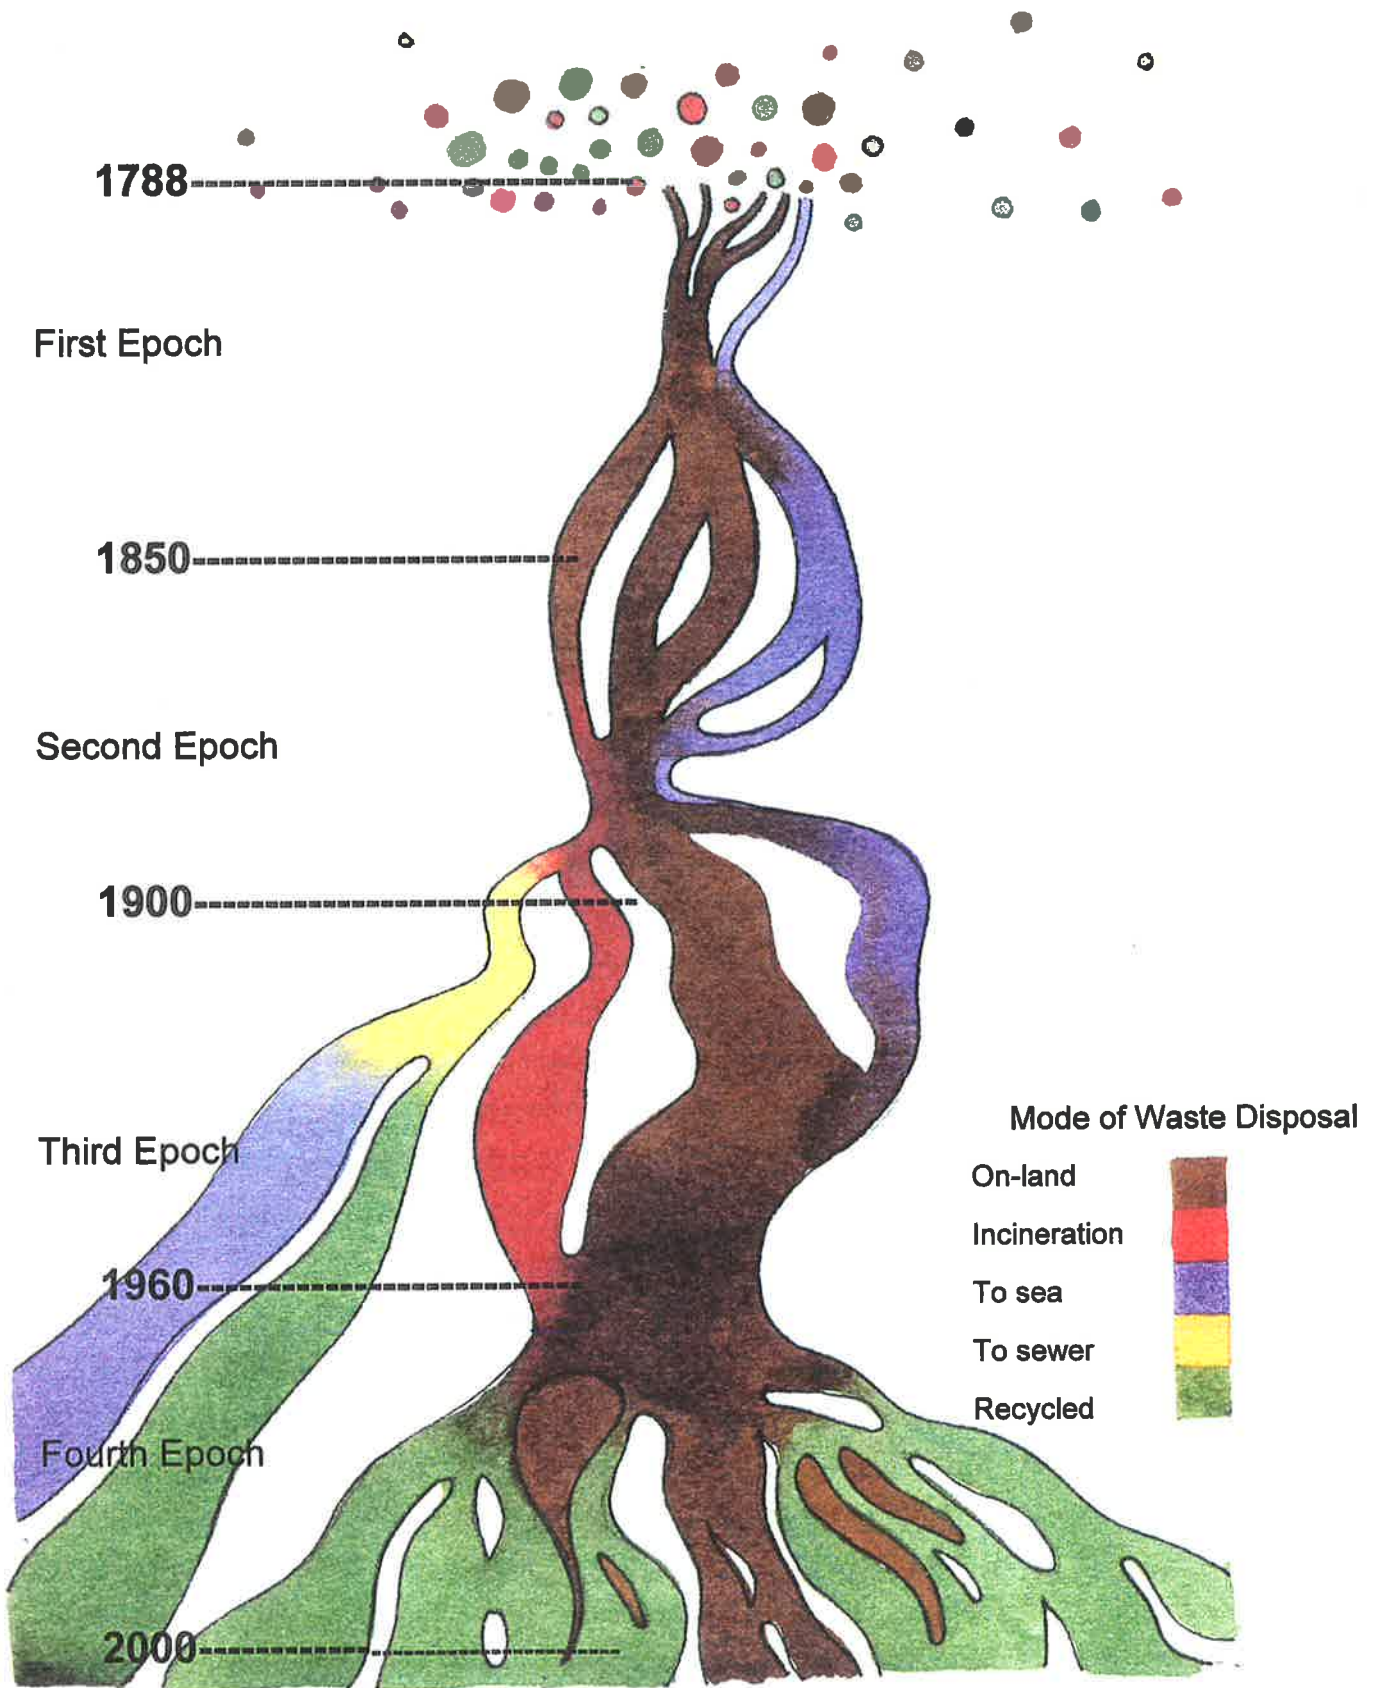 1788
First Epoch
1850
Second Epoch
1900
Third Epoch
1960
Fourth Epoch
2000
Mode of Waste Disposal
On-land
Incineration
To sea
To sewer
Recycled